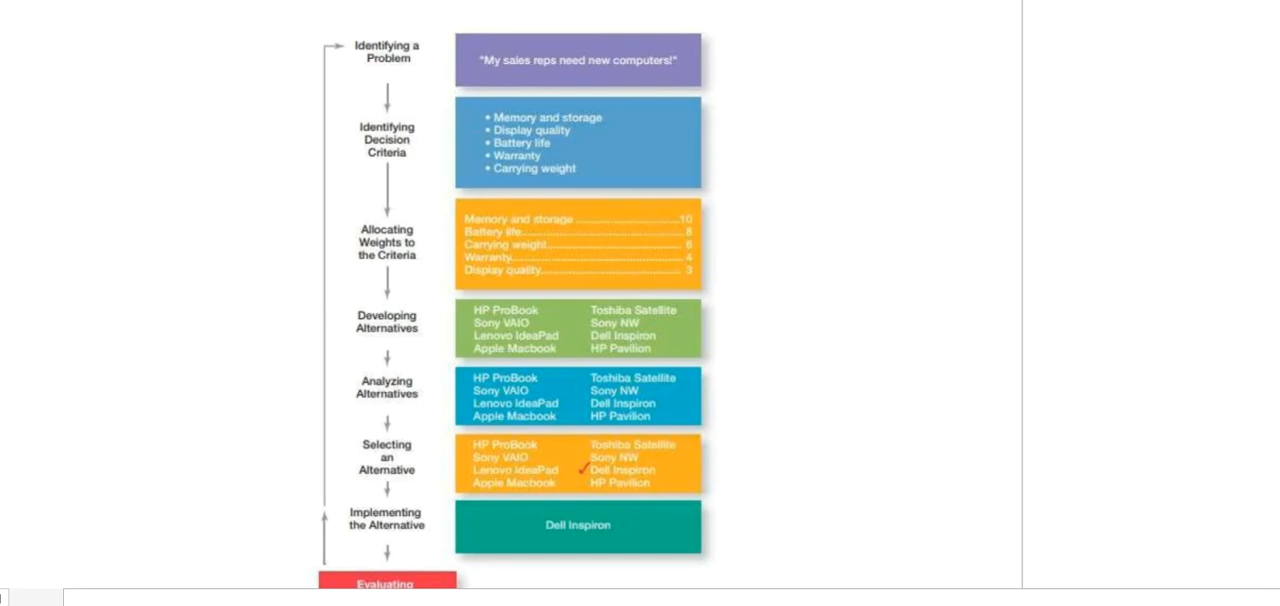 Identifying a
Problem
"My sales reps need new computers!"
Identifying
Decision
Criteria
• Memory and storage
• Display quality
• Battery life
• Warranty
• Carrying weight
Allocating
Weights to
the Criteria
Memory and storage ........................10
Battery life........................ 8
Carrying weight........................ 6
Warranty........................ 4
Display quality........................ 3
Developing
Alternatives
HP ProBook Toshiba Satellite
Sony VAIO Sony NW
Lenovo IdeaPad Dell Inspiron
Apple Macbook HP Pavilion
Analyzing
Alternatives
HP ProBook Toshiba Satellite
Sony VAIO Sony NW
Lenovo IdeaPad Dell Inspiron
Apple Macbook HP Pavilion
Selecting
an
Alternative
HP ProBook Toshiba Satellite
Sony VAIO Sony NW
Lenovo IdeaPad ✓ Dell Inspiron
Apple Macbook HP Pavilion
Implementing
the Alternative
Dell Inspiron
Evaluating